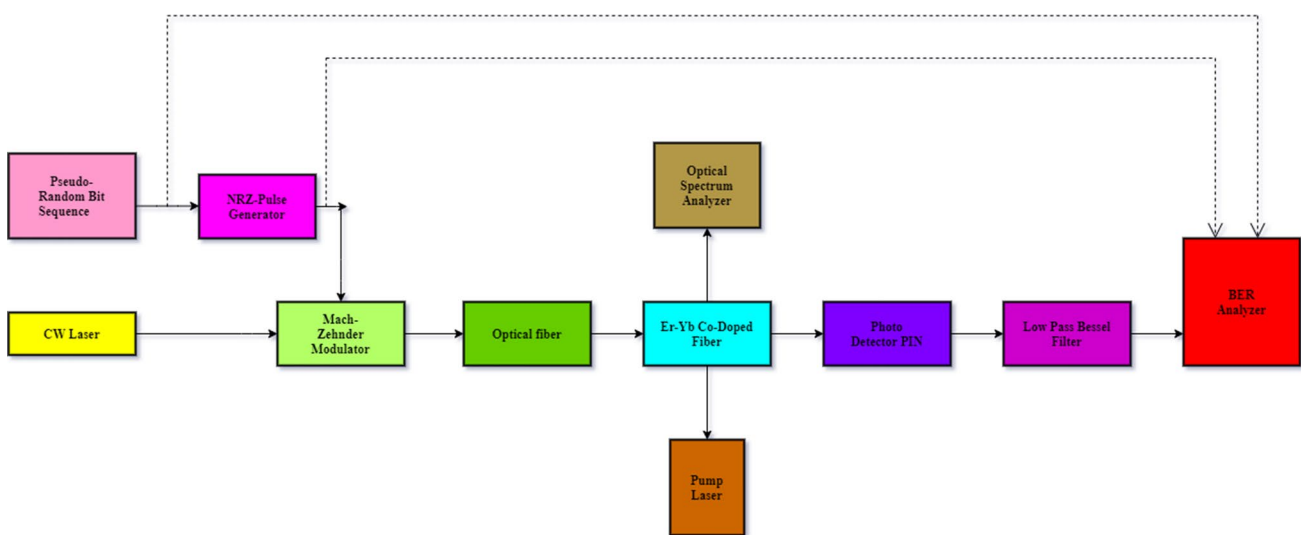 Pseudo-
Random Bit
Sequence
NRZ-Pulse
Generator
Optical
Spectrum
Analyzer
CW Laser
Mach-
Zehnder
Modulator
Optical fiber
Er-Yb Co-Doped
Fiber
Photo
Detector PIN
Low Pass Bessel
Filter
BER
Analyzer
Pump
Laser